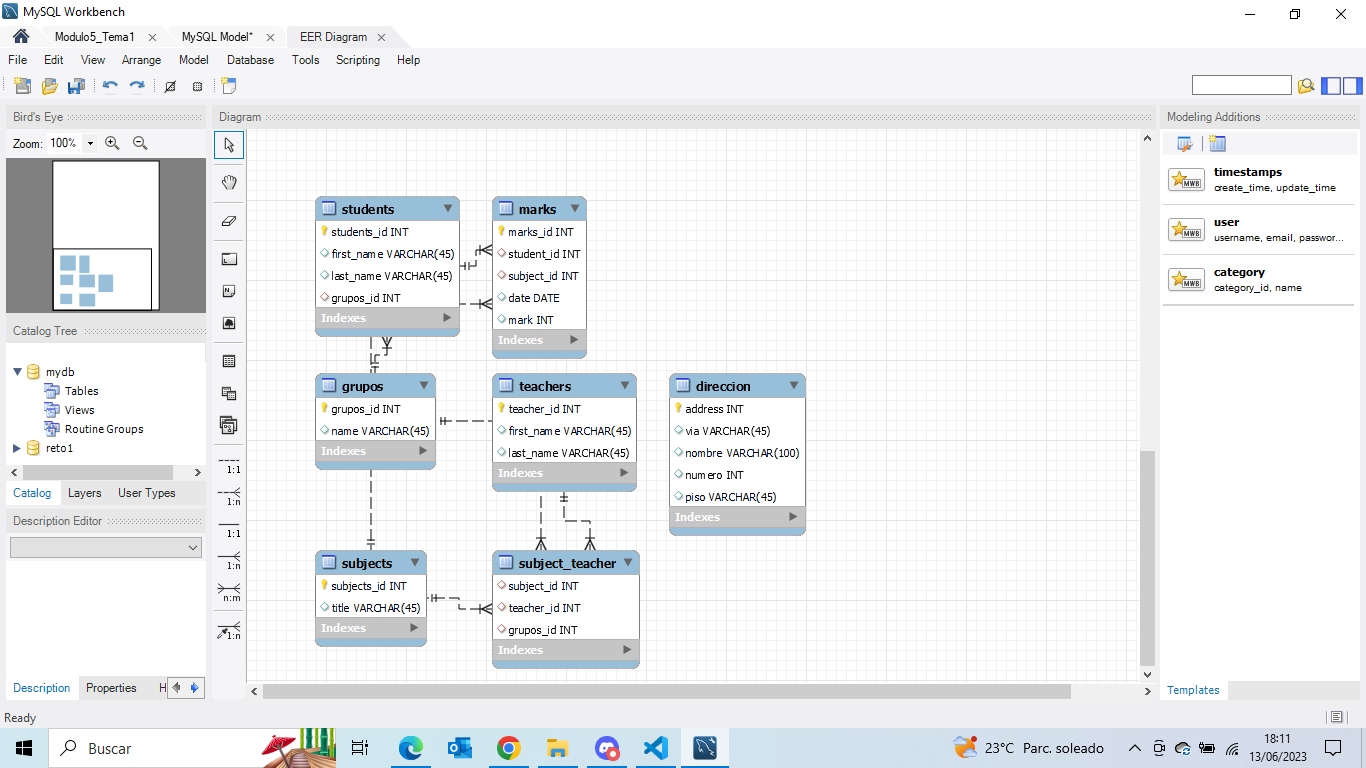 MySQL Workbench
Modulo5_Tema1
MySQL Model*
EER Diagram
File Edit View Arrange Model Database Tools Scripting Help
Bird's Eye
Zoom: 100%
Catalog Tree
mydb
Tables
Views
Routine Groups
reto1
Catalog Layers User Types
Description Editor
Description Properties H
Ready
Diagram
1:1
1:n
1:1
1:n
n:m
1:n
students
students_id INT
first_name VARCHAR(45)
last_name VARCHAR(45)
grupos_id INT
Indexes
marks
marks_id INT
student_id INT
subject_id INT
date DATE
mark INT
Indexes
grupos
grupos_id INT
name VARCHAR(45)
Indexes
teachers
teacher_id INT
first_name VARCHAR(45)
last_name VARCHAR(45)
Indexes
direccion
address INT
via VARCHAR(45)
nombre VARCHAR(100)
numero INT
piso VARCHAR(45)
Indexes
subjects
subjects_id INT
title VARCHAR(45)
Indexes
subject_teacher
subject_id INT
teacher_id INT
grupos_id INT
Indexes
Modeling Additions
MWB
timestamps
create_time, update_time
MWB
user
username, email, passwor...
MWB
category
category_id, name
Templates
Buscar
23°C Parc. soleado
18:11
13/06/2023